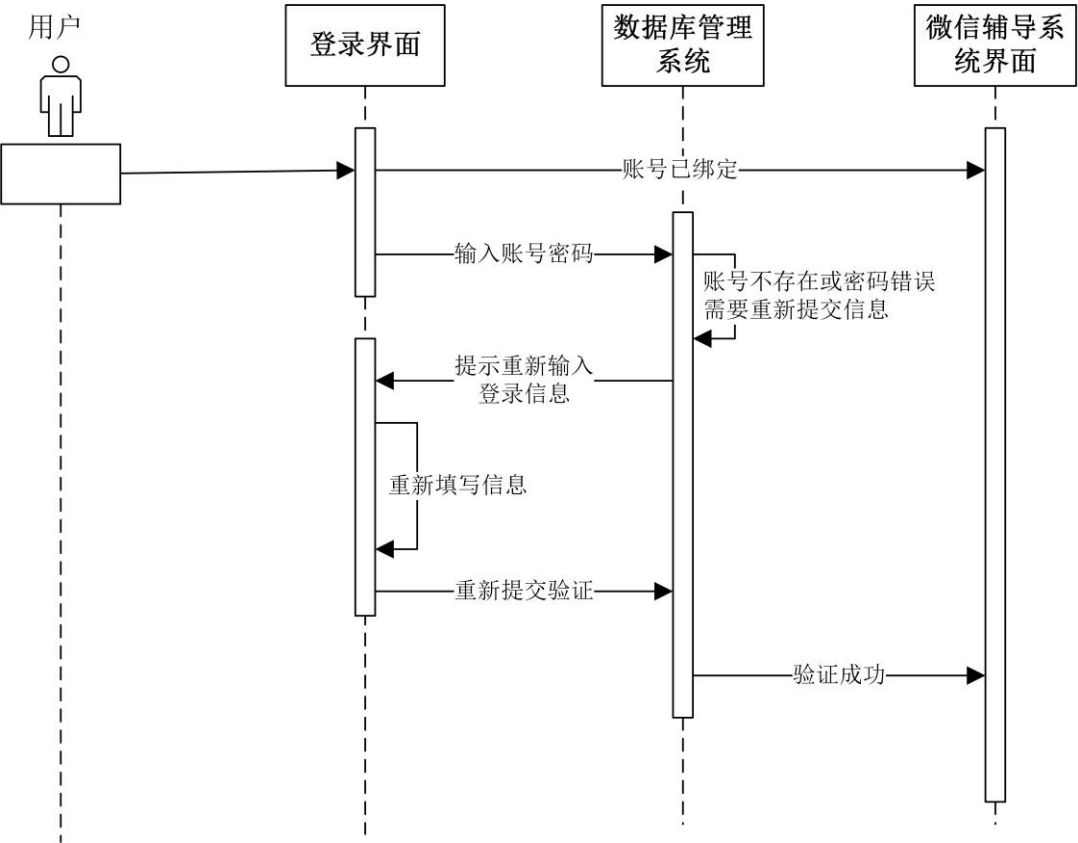 用户
登录界面
数据库管理
系统
微信辅导系
统界面
账号已绑定
输入账号密码
账号不存在或密码错误
需要重新提交信息
提示重新输入
登录信息
重新填写信息
重新提交验证
验证成功